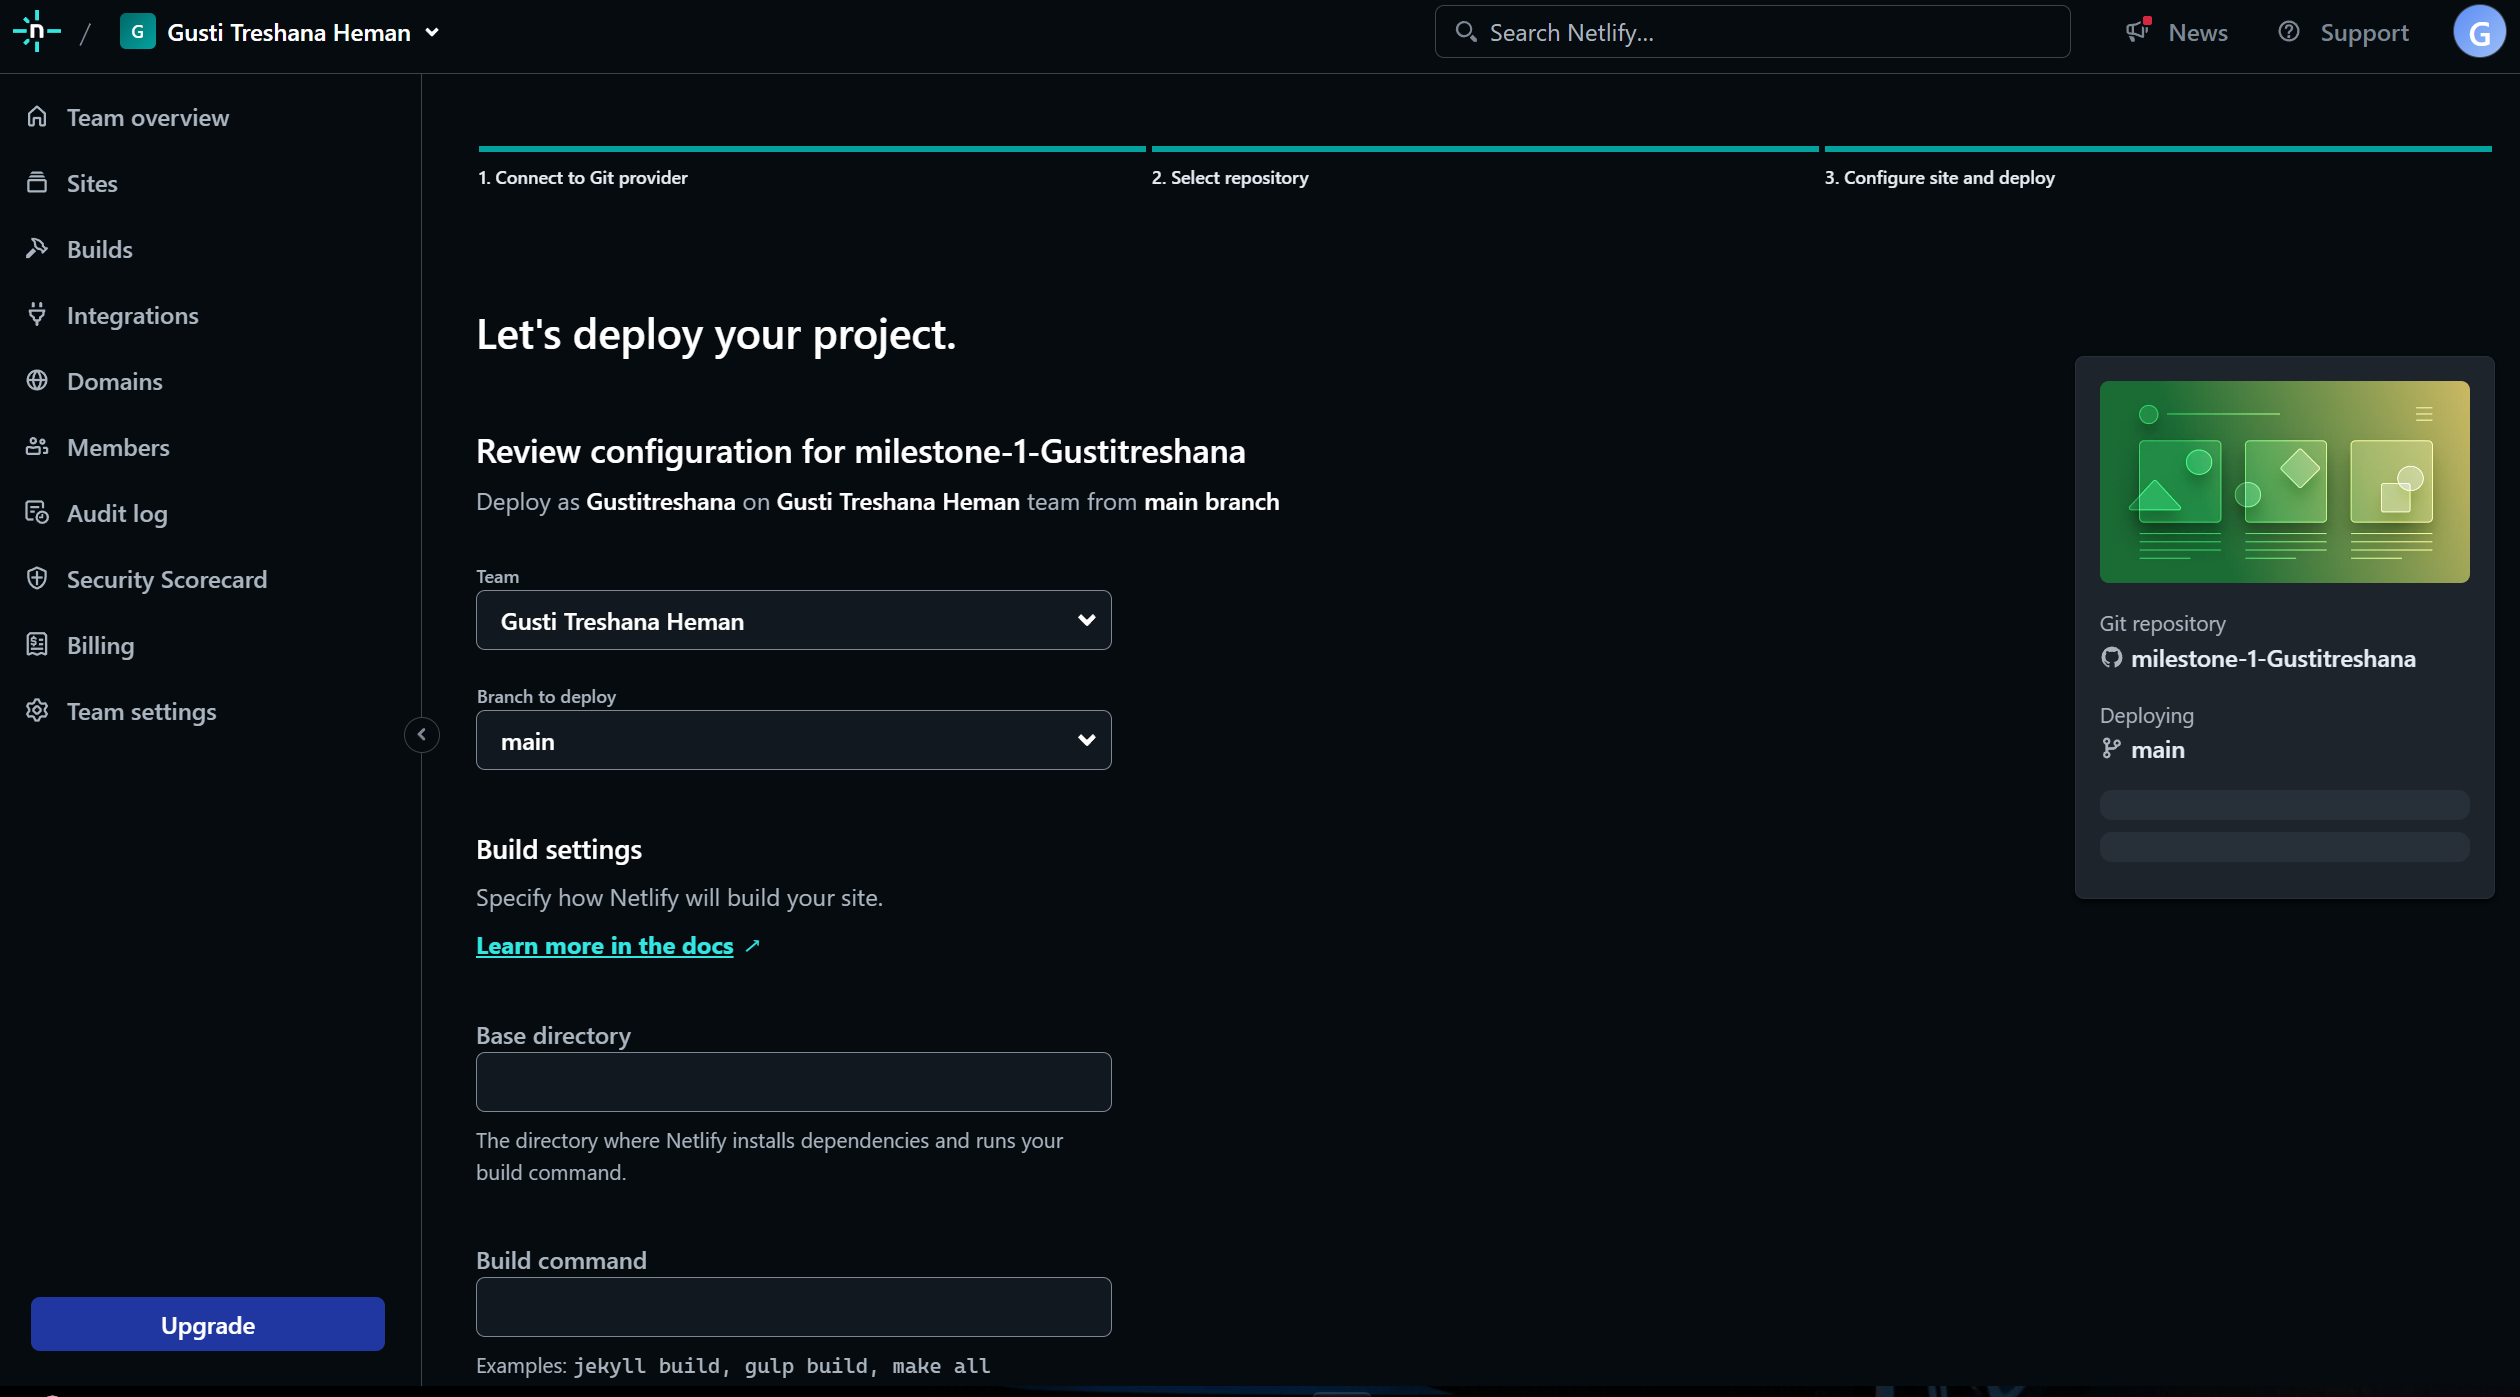 n / G Gusti Treshana Heman
Search Netlify...
News
Support
G
Team overview
Sites
Builds
Integrations
Domains
Members
Audit log
Security Scorecard
Billing
Team settings
Upgrade
1. Connect to Git provider
2. Select repository
3. Configure site and deploy
Let's deploy your project.
Review configuration for milestone-1-Gustitreshana
Deploy as Gustitreshana on Gusti Treshana Heman team from main branch
Team
Gusti Treshana Heman
Branch to deploy
main
Build settings
Specify how Netlify will build your site.
Learn more in the docs ↗
Base directory
The directory where Netlify installs dependencies and runs your
build command.
Build command
Examples: jekyll build, gulp build, make all
Git repository
milestone-1-Gustitreshana
Deploying
main